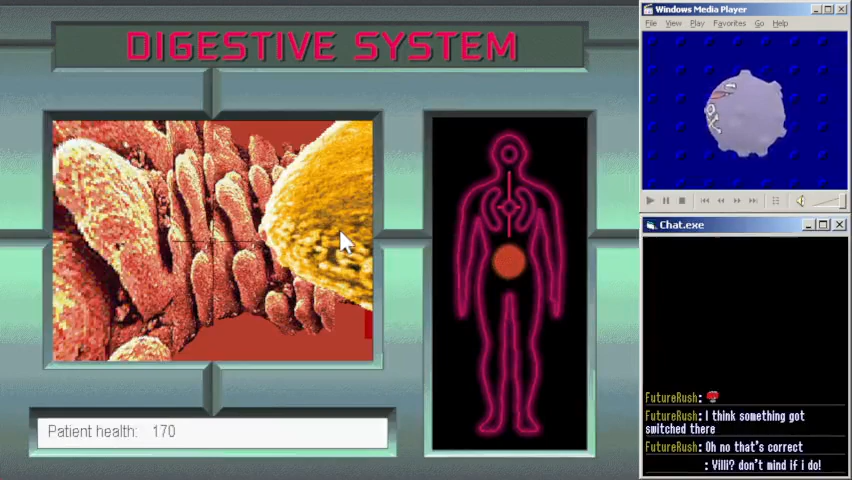 DIGESTIVE SYSTEM
Patient health: 170
Windows Media Player
File View Play Favorites Go Help
Chat.exe
FutureRush:
FutureRush: I think something got
switched there
FutureRush: Oh no that's correct
: Villi? don't mind if i do!